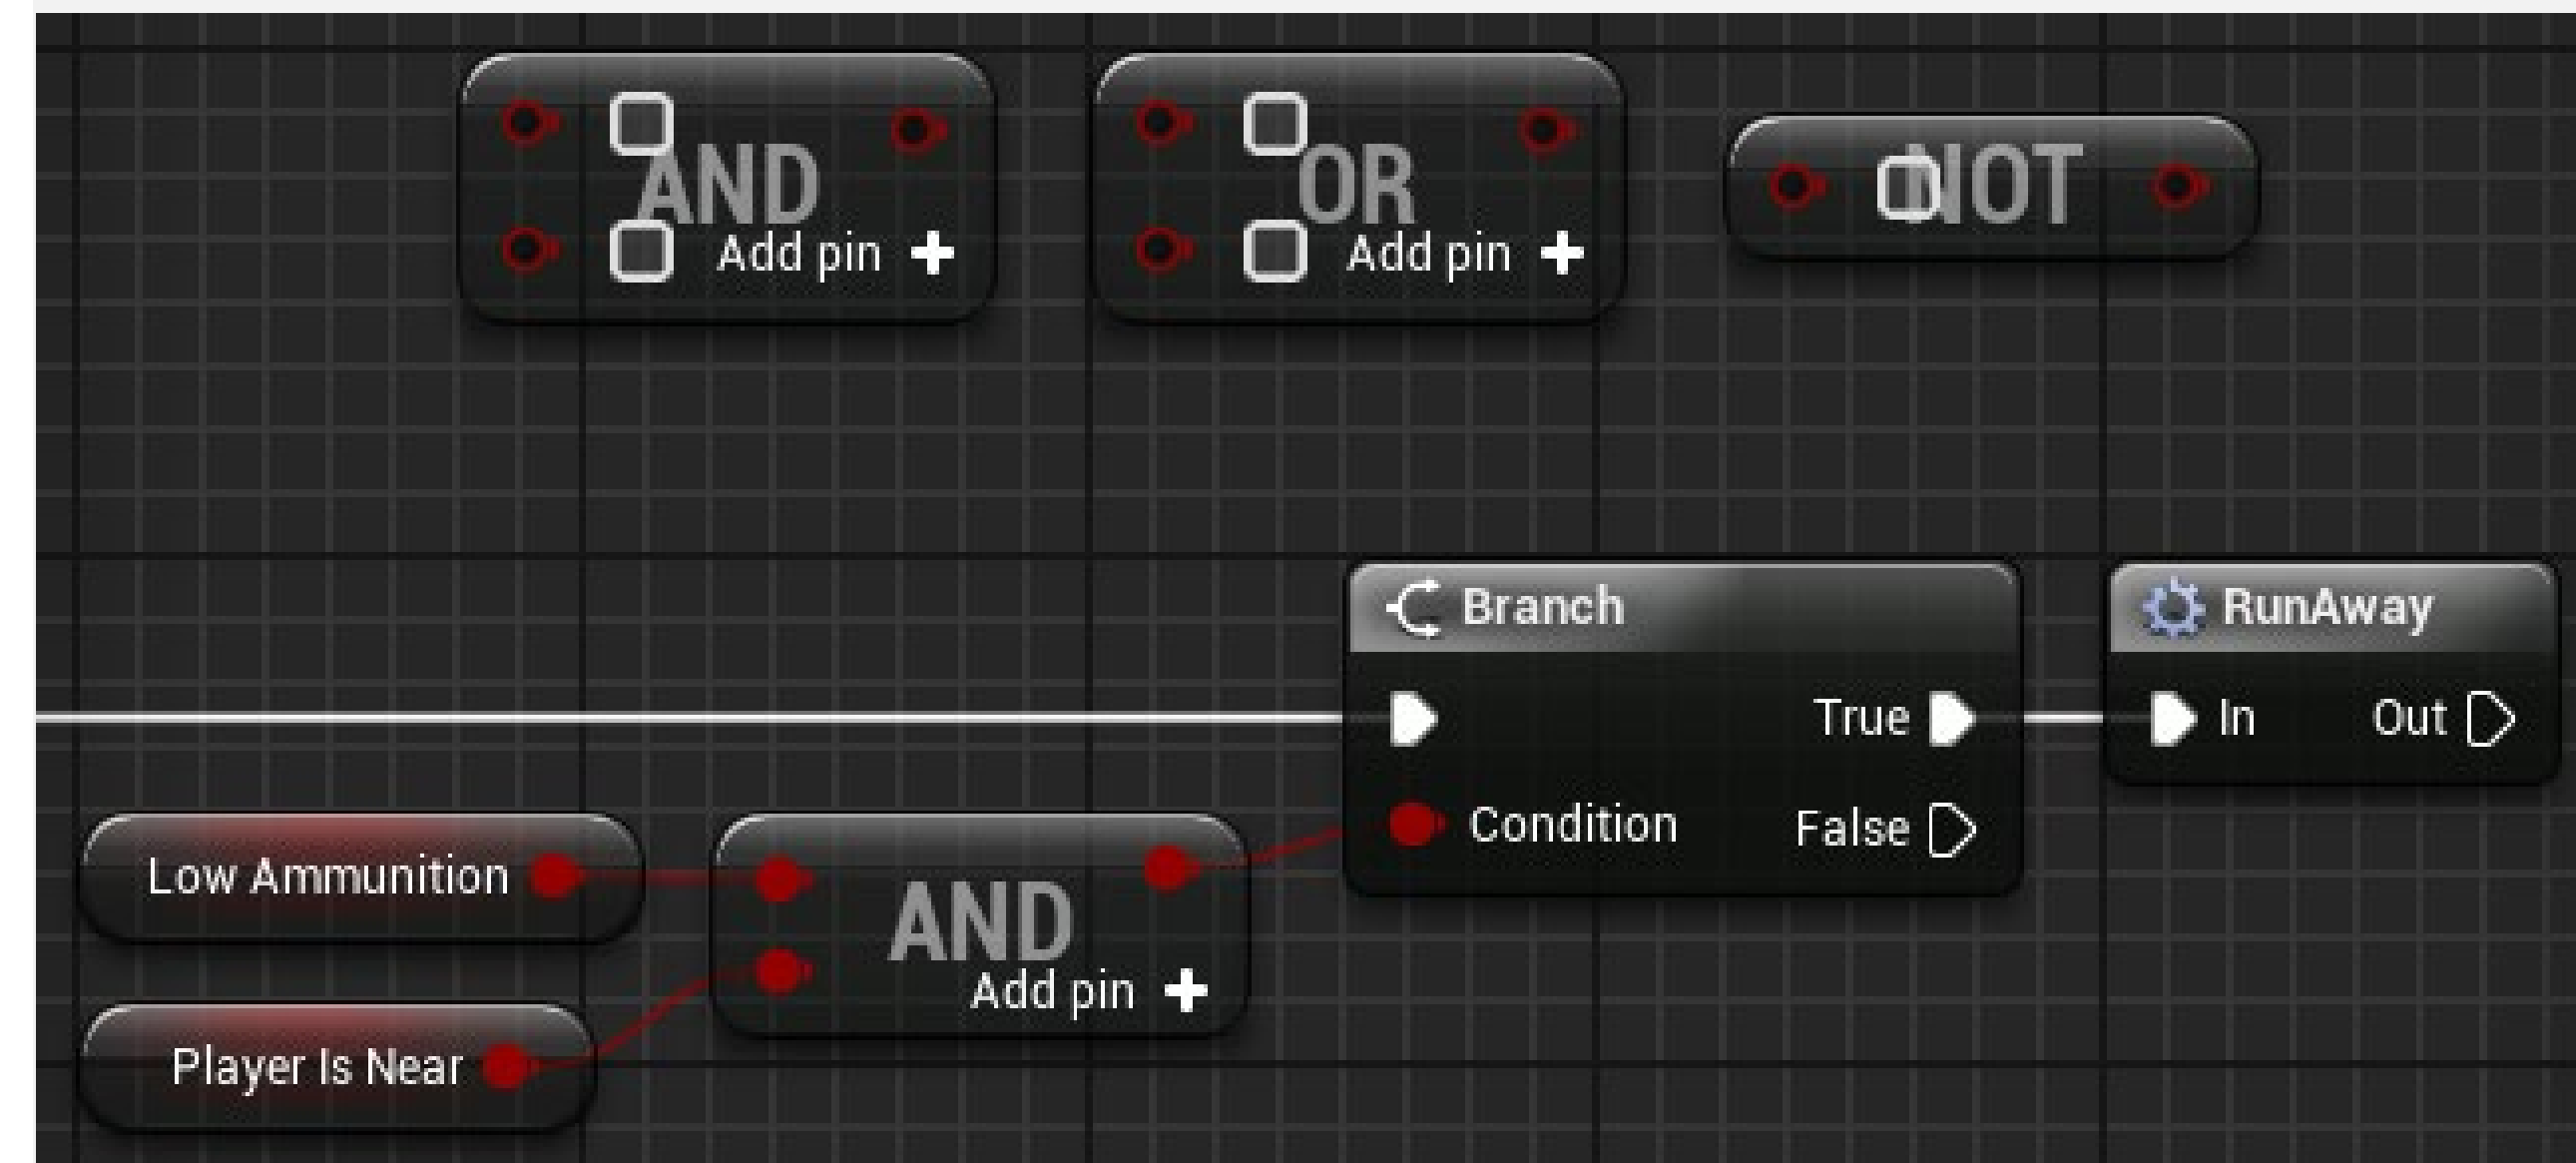 AND
Add pin
OR
Add pin
NOT
Branch
True
Condition
False
RunAway
In Out
Low Ammunition
Player Is Near
AND
Add pin